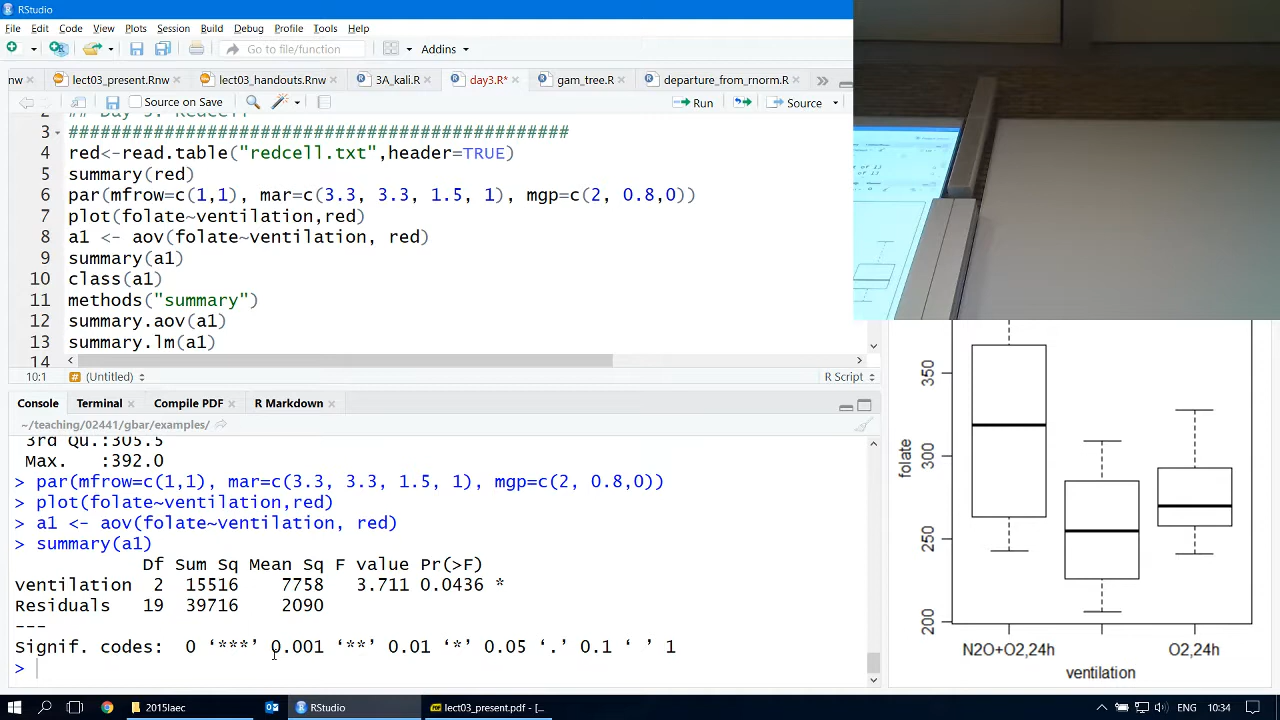 RStudio
File Edit Code View Plots Session Build Debug Profile Tools Help
Go to file/function Addins
nw lect03_present.Rnw lect03_handouts.Rnw 3A_kali.R day3.R* gam_tree.R departure_from_rnorm.R
Source on Save Run Source
3 ############################################
4 red<-read.table("redcell.txt",header=TRUE)
5 summary(red)
6 par(mfrow=c(1,1), mar=c(3.3, 3.3, 1.5, 1), mgp=c(2, 0.8,0))
7 plot(folate~ventilation,red)
8 a1 <- aov(folate~ventilation, red)
9 summary(a1)
10 class(a1)
11 methods("summary")
12 summary.aov(a1)
13 summary.lm(a1)
14
10:1 (Untitled) R Script
Console Terminal Compile PDF R Markdown
~/teaching/02441/gbar/examples/
3rd Qu.:305.5
Max. :392.0
> par(mfrow=c(1,1), mar=c(3.3, 3.3, 1.5, 1), mgp=c(2, 0.8,0))
> plot(folate~ventilation,red)
> a1 <- aov(folate~ventilation, red)
> summary(a1)
Df Sum Sq Mean Sq F value Pr(>F)
ventilation 2 15516 7758 3.711 0.0436 *
Residuals 19 39716 2090
---
Signif. codes: 0 ‘***’ 0.001 ‘**’ 0.01 ‘*’ 0.05 ‘.’ 0.1 ‘ ’ 1
>
350
300
250
200
folate
N2O+O2,24h O2,24h
ventilation
2015laec RStudio lect03_present.pdf - [... ENG 10:34